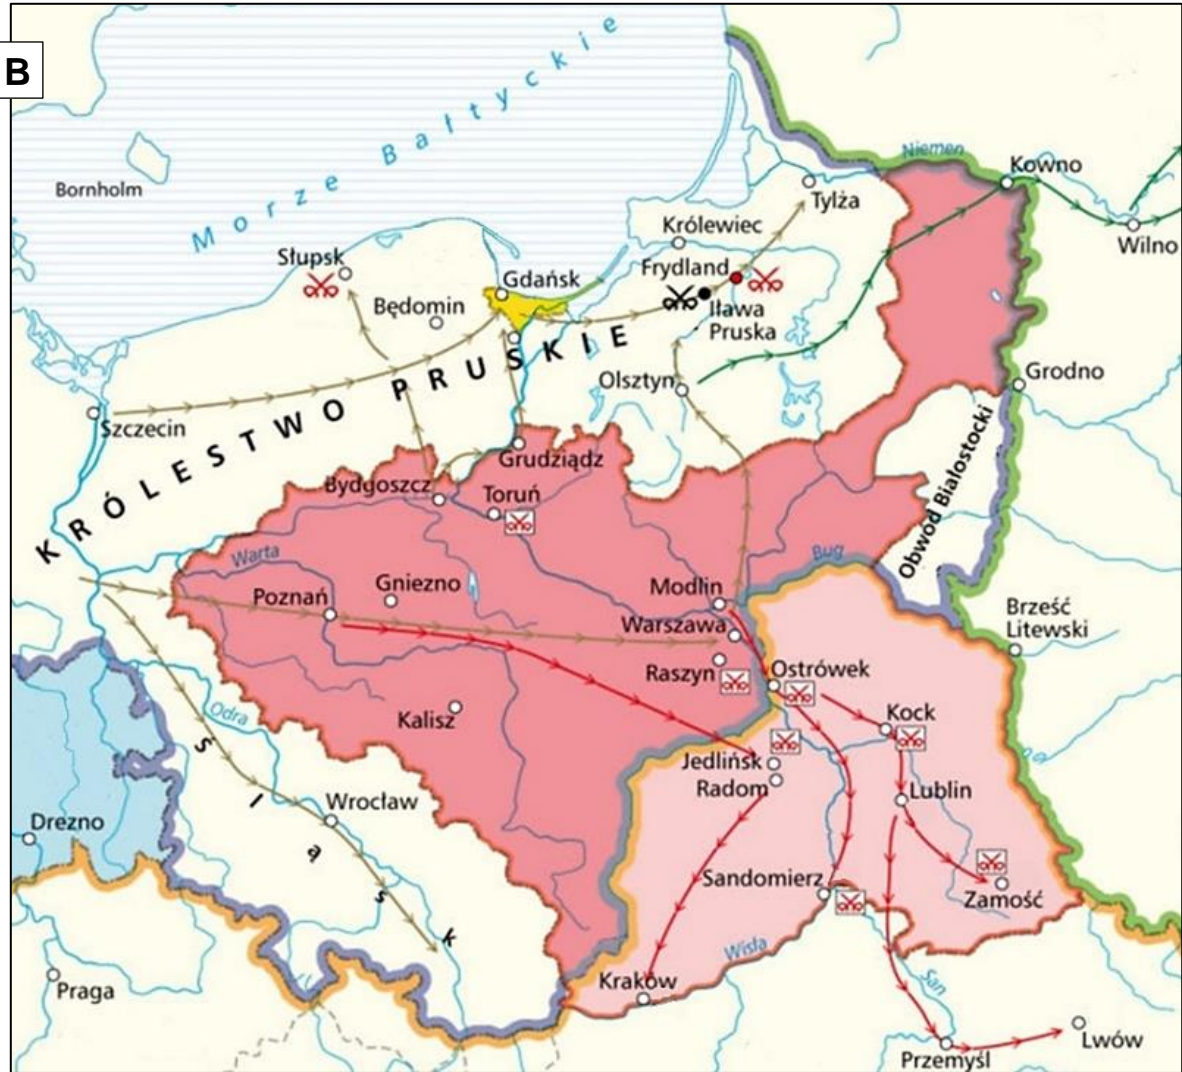 B
Morze Bałtyckie
Bornholm
Niemen
Kowno
Tylża
Wilno
Królewiec
Słupsk
Frydland
Gdańsk
Będomin
Iława
Pruska
KRÓLESTWO PRUSKIE
Olsztyn
Grodno
Szczecin
Grudziądz
Obwód Białostocki
Bydgoszcz
Toruń
Warta
Bug
Gniezno
Modlin
Poznań
Brześć
Litewski
Warszawa
Raszyn
Ostrówek
Odra
Kalisz
Kock
Śląsk
Jedlińsk
Radom
Lublin
Wrocław
Drezno
Sandomierz
Zamość
Wisła
San
Kraków
Praga
Lwów
Przemyśl